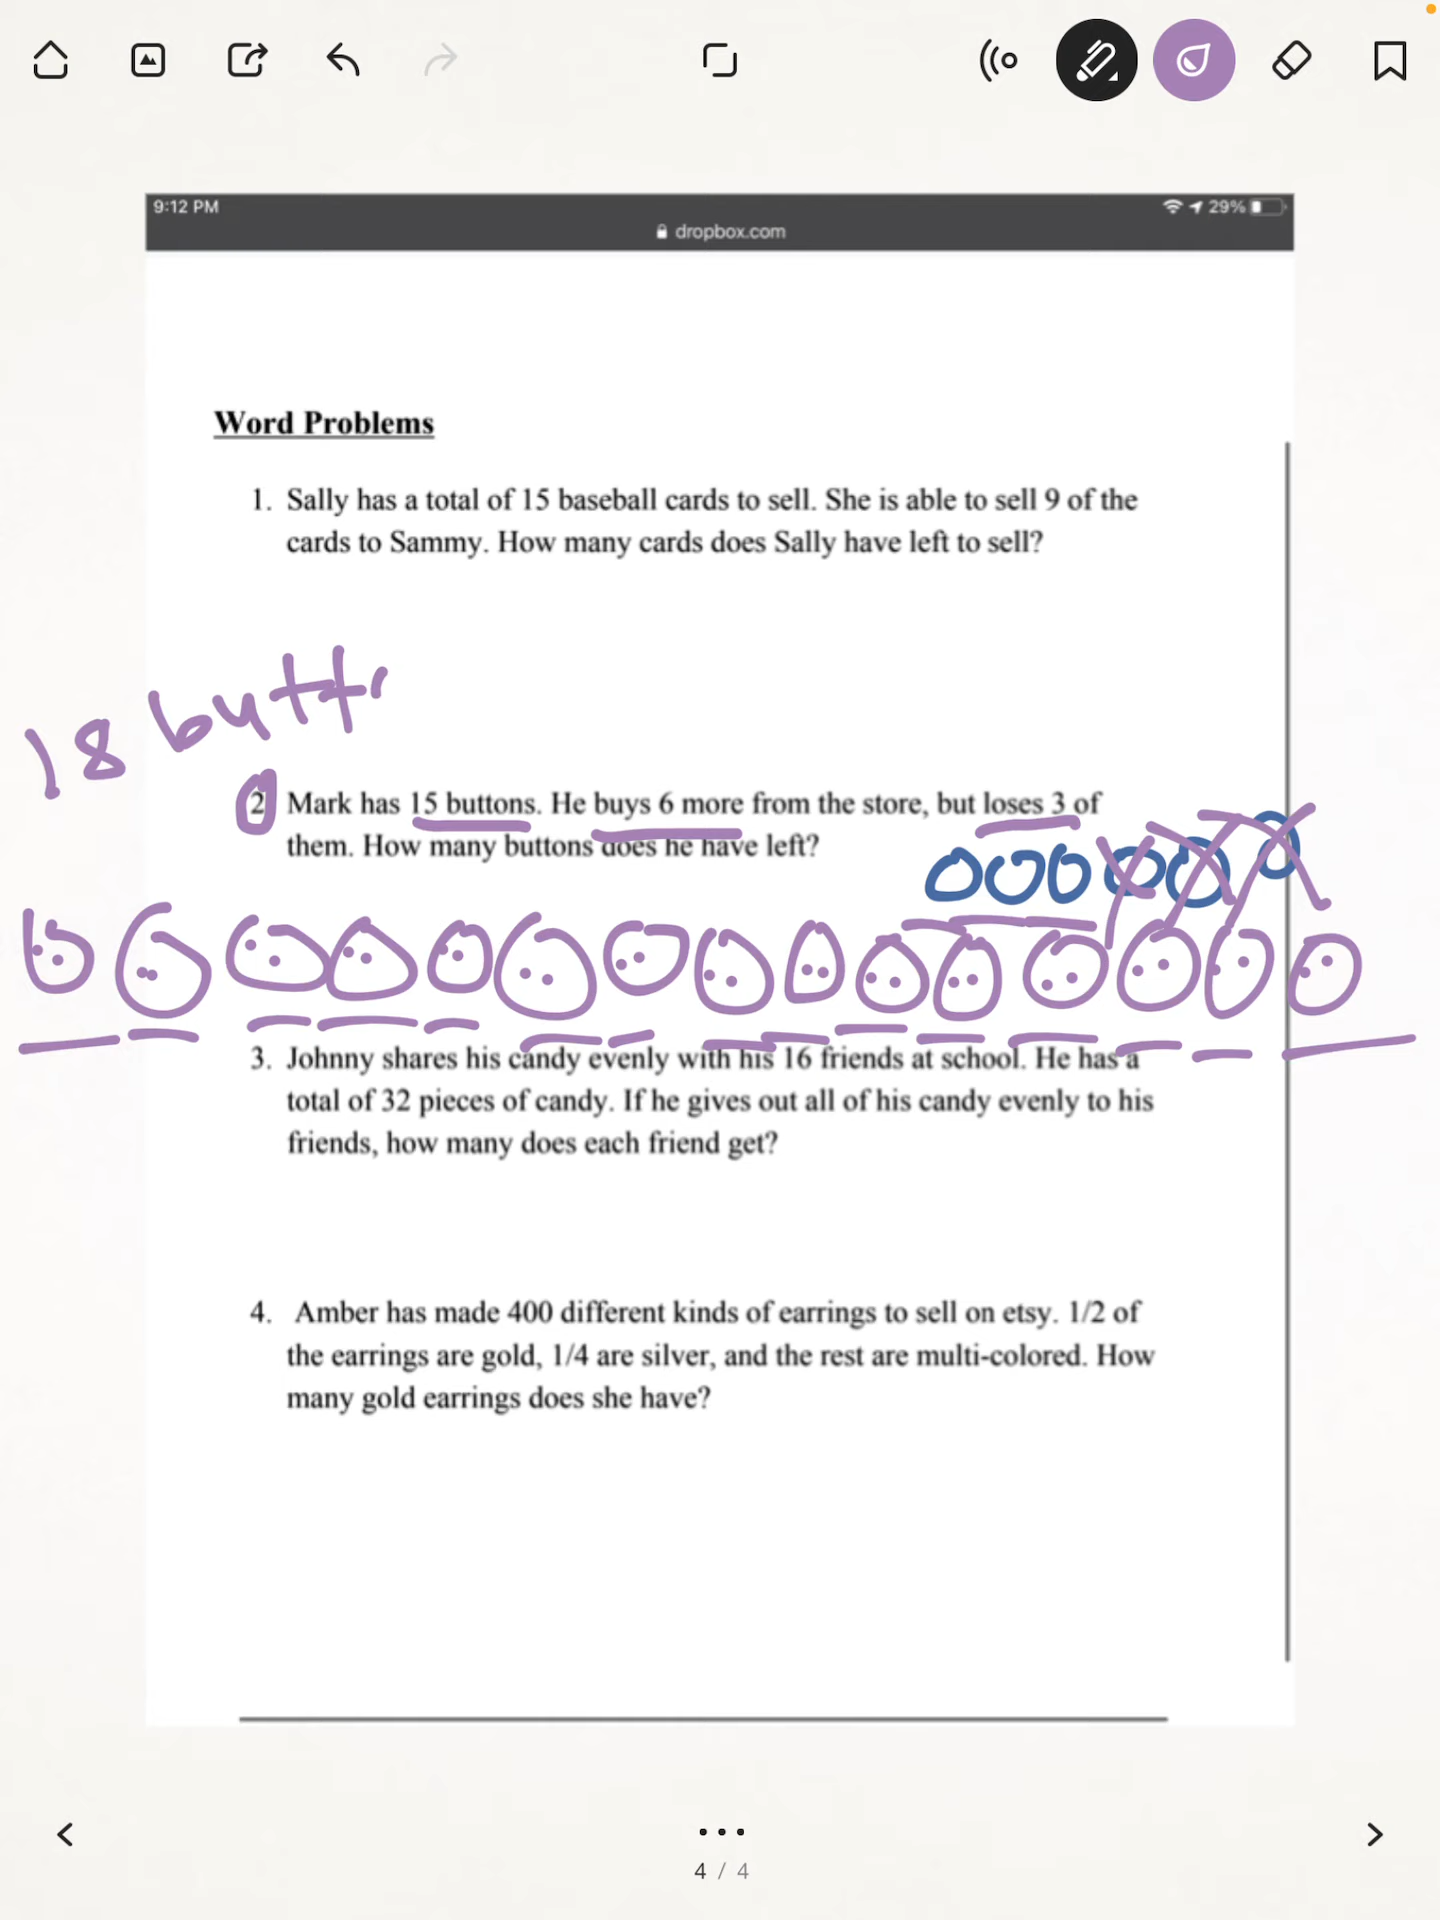 9:12 PM 29%
dropbox.com
Word Problems
1. Sally has a total of 15 baseball cards to sell. She is able to sell 9 of the
cards to Sammy. How many cards does Sally have left to sell?
18 butt
2 Mark has 15 buttons. He buys 6 more from the store, but loses 3 of
them. How many buttons does he have left?
3. Johnny shares his candy evenly with his 16 friends at school. He has a
total of 32 pieces of candy. If he gives out all of his candy evenly to his
friends, how many does each friend get?
4. Amber has made 400 different kinds of earrings to sell on etsy. 1/2 of
the earrings are gold, 1/4 are silver, and the rest are multi-colored. How
many gold earrings does she have?
4 / 4